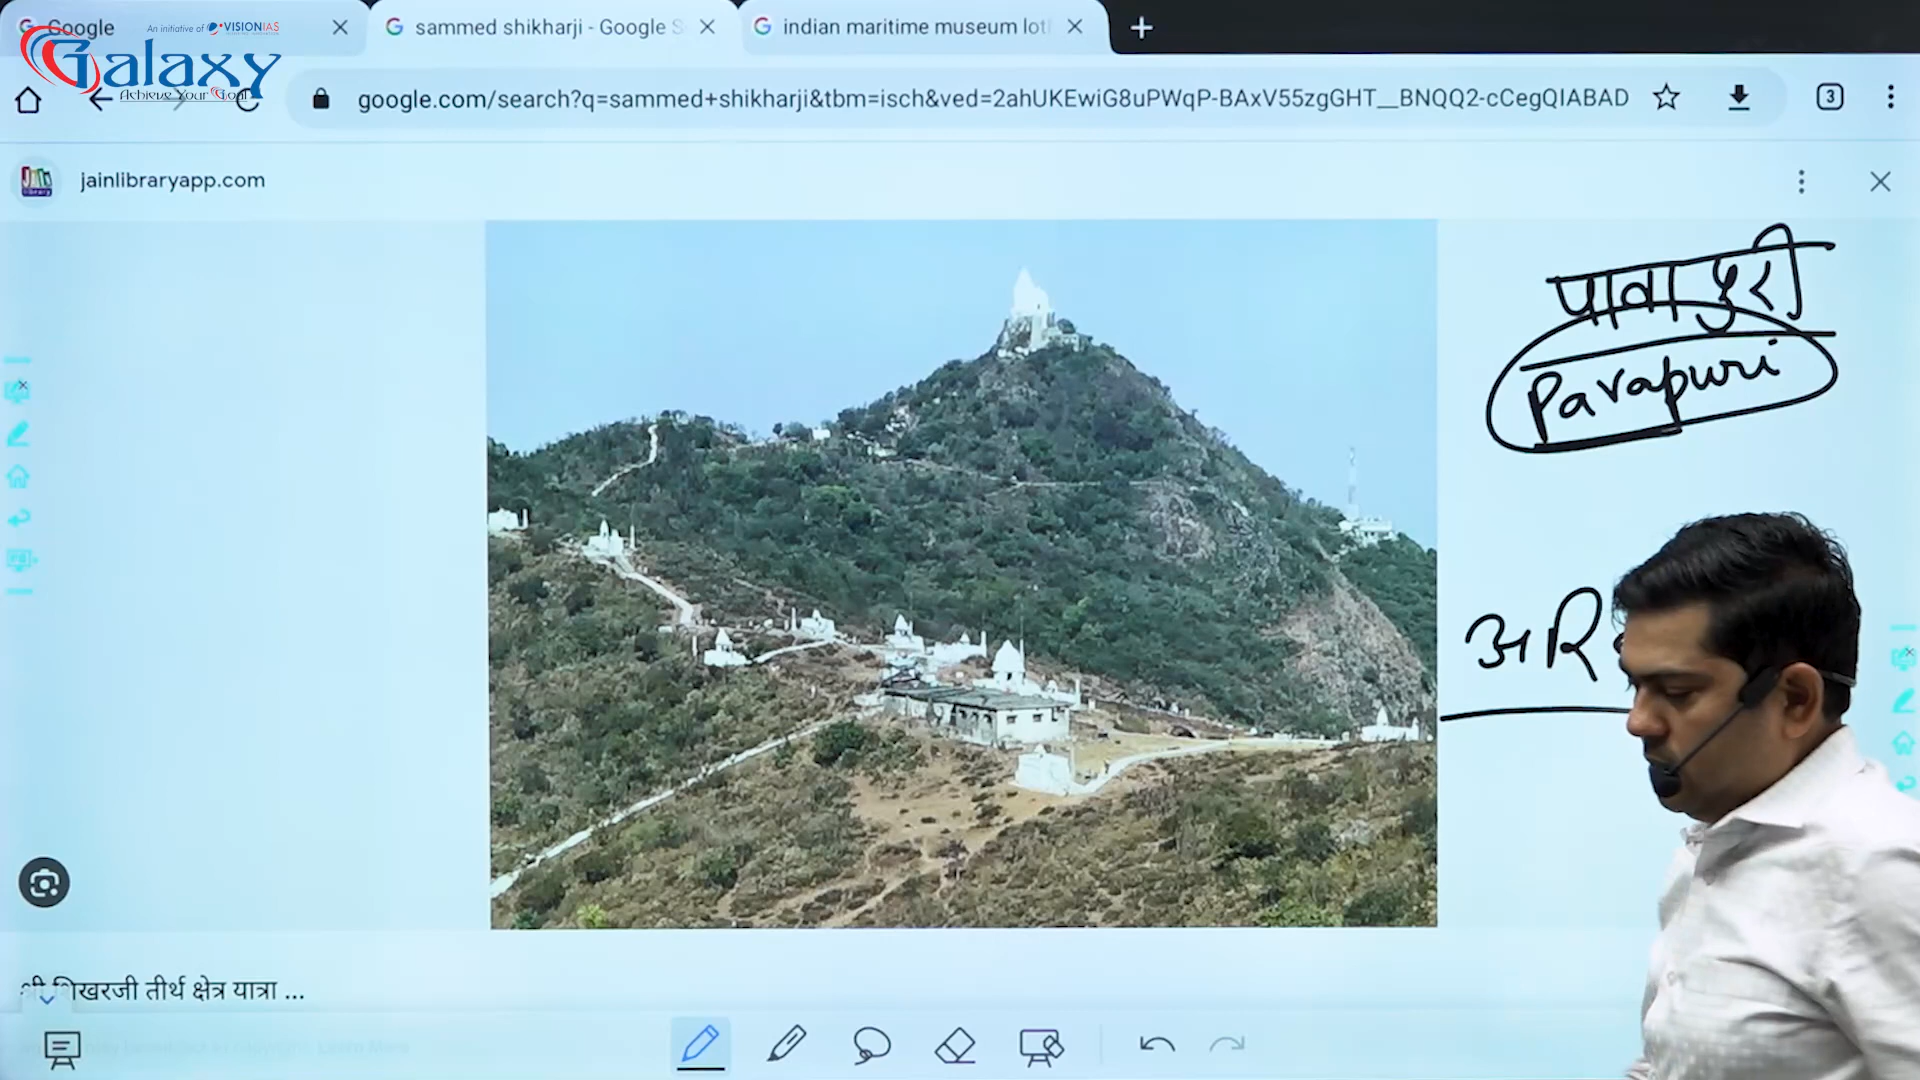 Google
sammed shikharji - Google S
indian maritime museum lot
An initiative of VISIONIAS
Galaxy
Achieve Your Goal
google.com/search?q=sammed+shikharji&tbm=isch&ved=2ahUKEwiG8uPWqP-BAxV55zgGHT__BNQQ2-cCegQIABAD
3
jainlibraryapp.com
पावापुरी
Pavapuri
अरि
श्री शिखरजी तीर्थ क्षेत्र यात्रा ...